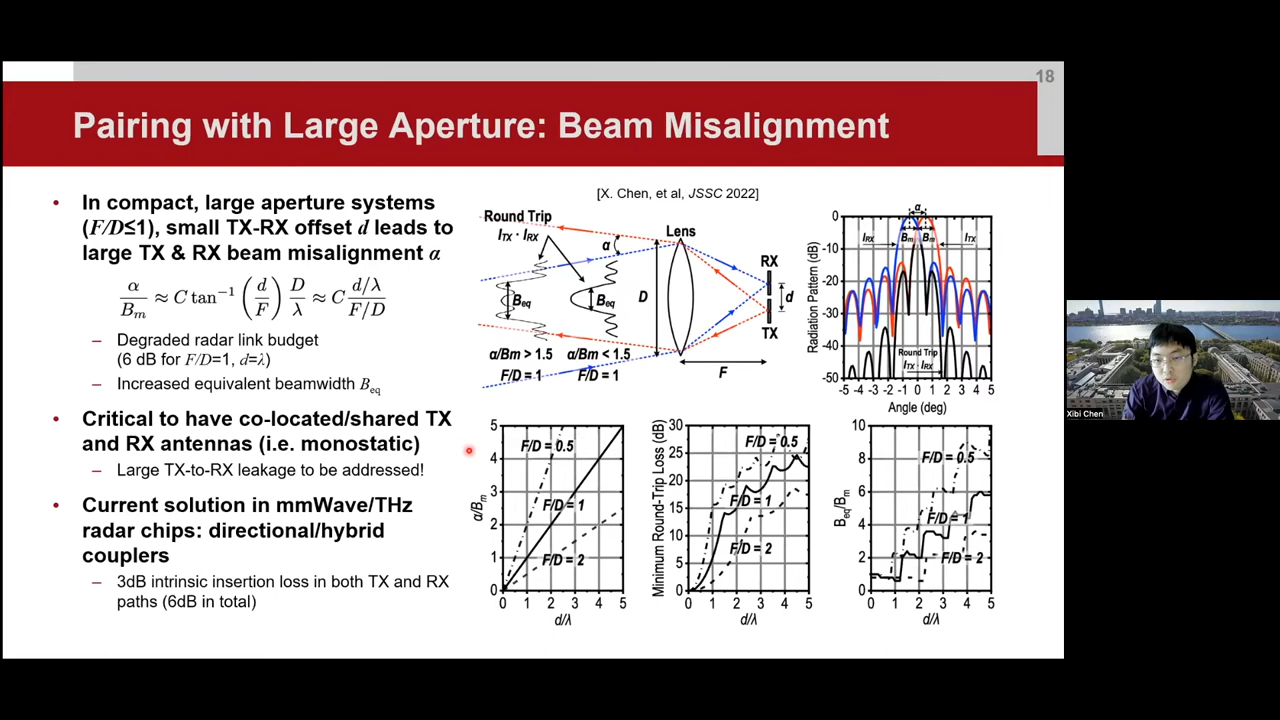 18
Pairing with Large Aperture: Beam Misalignment
• In compact, large aperture systems
(F/D≤1), small TX-RX offset d leads to
large TX & RX beam misalignment α
α/Bm ≈ C tan⁻¹ (d/F) D/λ ≈ C (d/λ)/(F/D)
– Degraded radar link budget
(6 dB for F/D=1, d=λ)
– Increased equivalent beamwidth Beq
• Critical to have co-located/shared TX
and RX antennas (i.e. monostatic)
– Large TX-to-RX leakage to be addressed!
• Current solution in mmWave/THz
radar chips: directional/hybrid
couplers
– 3dB intrinsic insertion loss in both TX and RX
paths (6dB in total)
[X. Chen, et al, JSSC 2022]
Round Trip
ITX · IRX
α
Lens
RX
Beq
Beq
D
d
TX
α/Bm > 1.5
α/Bm < 1.5
F/D = 1
F/D = 1
F
α
IRX
Bm
Bm
ITX
Round Trip
ITX · IRX
Radiation Pattern (dB)
0
-10
-20
-30
-40
-50
-5 -4 -3 -2 -1 0 1 2 3 4 5
Angle (deg)
α/Bm
5
4
3
2
1
0
F/D = 0.5
F/D = 1
F/D = 2
0 1 2 3 4 5
d/λ
Minimum Round-Trip Loss (dB)
30
25
20
15
10
5
0
F/D = 0.5
F/D = 1
F/D = 2
0 1 2 3 4 5
d/λ
Beq/Bm
10
8
6
4
2
0
F/D = 0.5
F/D = 1
F/D = 2
0 1 2 3 4 5
d/λ
Xibi Chen